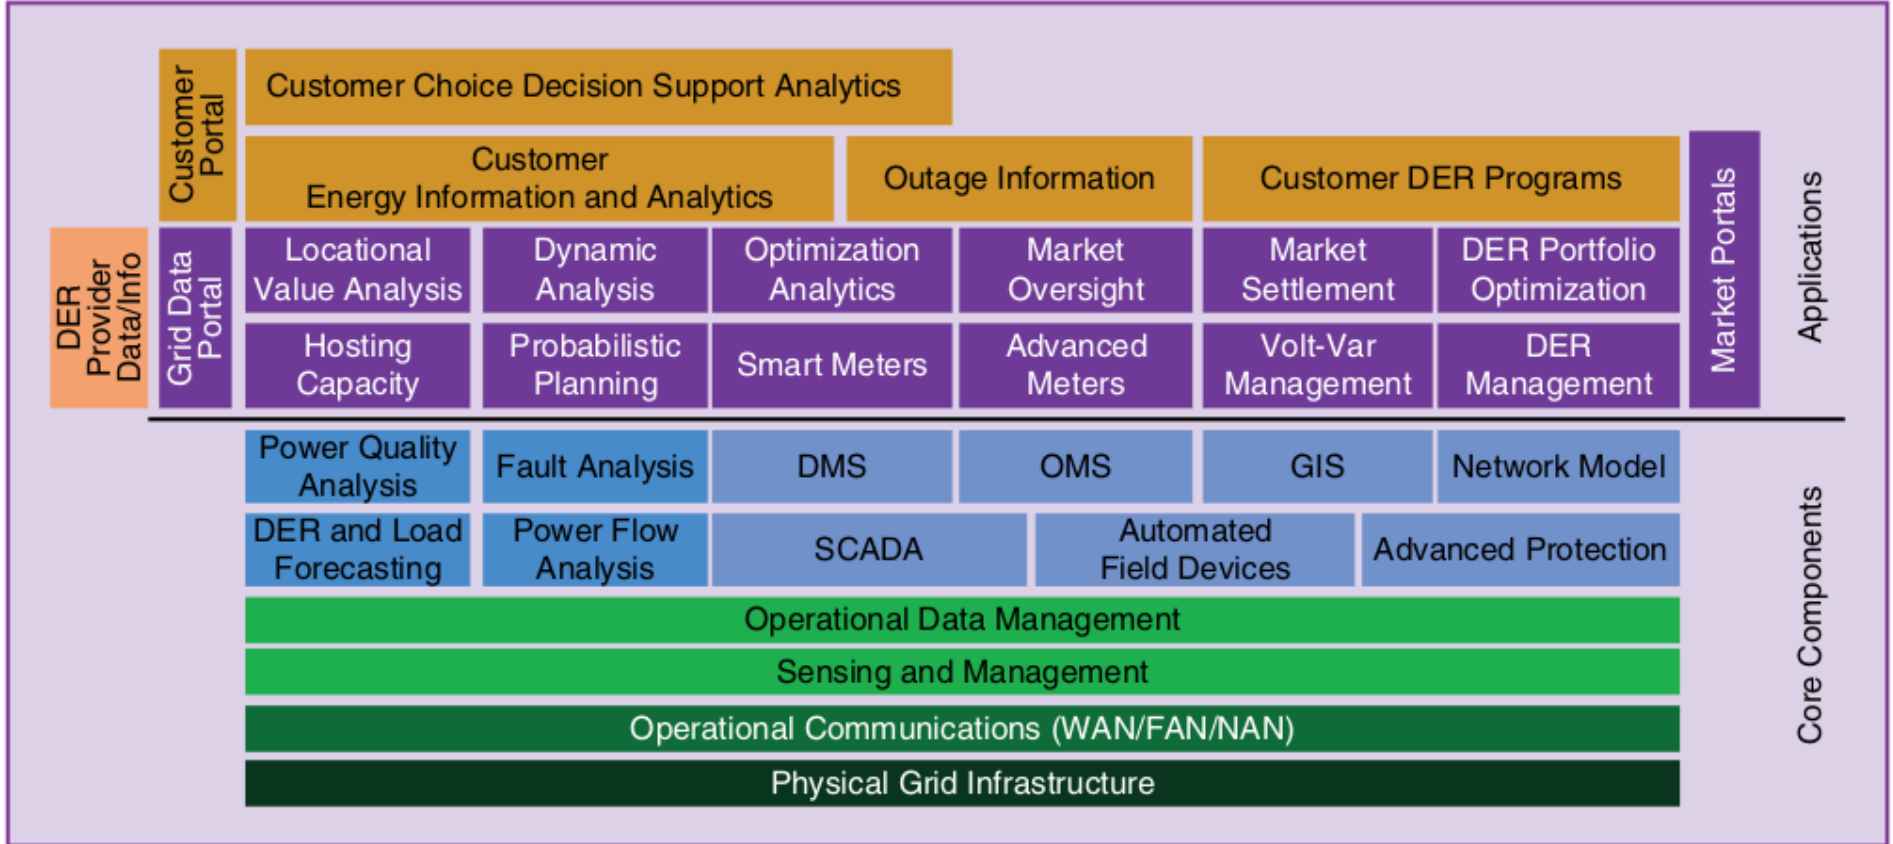 Customer
Portal
Customer Choice Decision Support Analytics
Customer
Energy Information and Analytics
Outage Information
Customer DER Programs
DER
Provider
Data/Info
Grid Data
Portal
Locational
Value Analysis
Dynamic
Analysis
Optimization
Analytics
Market
Oversight
Market
Settlement
DER Portfolio
Optimization
Hosting
Capacity
Probabilistic
Planning
Smart Meters
Advanced
Meters
Volt-Var
Management
DER
Management
Market Portals
Applications
Power Quality
Analysis
Fault Analysis
DMS
OMS
GIS
Network Model
DER and Load
Forecasting
Power Flow
Analysis
SCADA
Automated
Field Devices
Advanced Protection
Operational Data Management
Sensing and Management
Operational Communications (WAN/FAN/NAN)
Physical Grid Infrastructure
Core Components